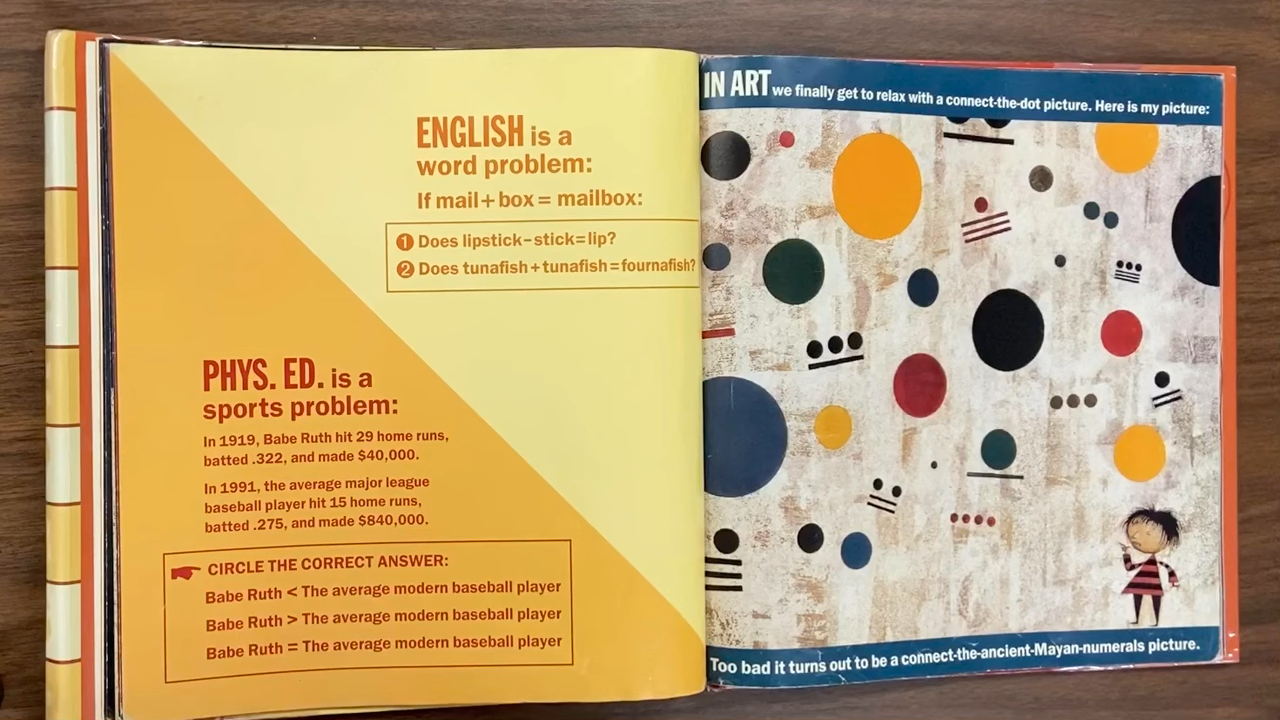 ENGLISH is a
word problem:
If mail+box = mailbox:
1 Does lipstick-stick=lip?
2 Does tunafish+tunafish=fournafish?
PHYS. ED. is a
sports problem:
In 1919, Babe Ruth hit 29 home runs,
batted .322, and made $40,000.
In 1991, the average major league
baseball player hit 15 home runs,
batted .275, and made $840,000.
CIRCLE THE CORRECT ANSWER:
Babe Ruth < The average modern baseball player
Babe Ruth > The average modern baseball player
Babe Ruth = The average modern baseball player
IN ART we finally get to relax with a connect-the-dot picture. Here is my picture:
Too bad it turns out to be a connect-the-ancient-Mayan-numerals picture.